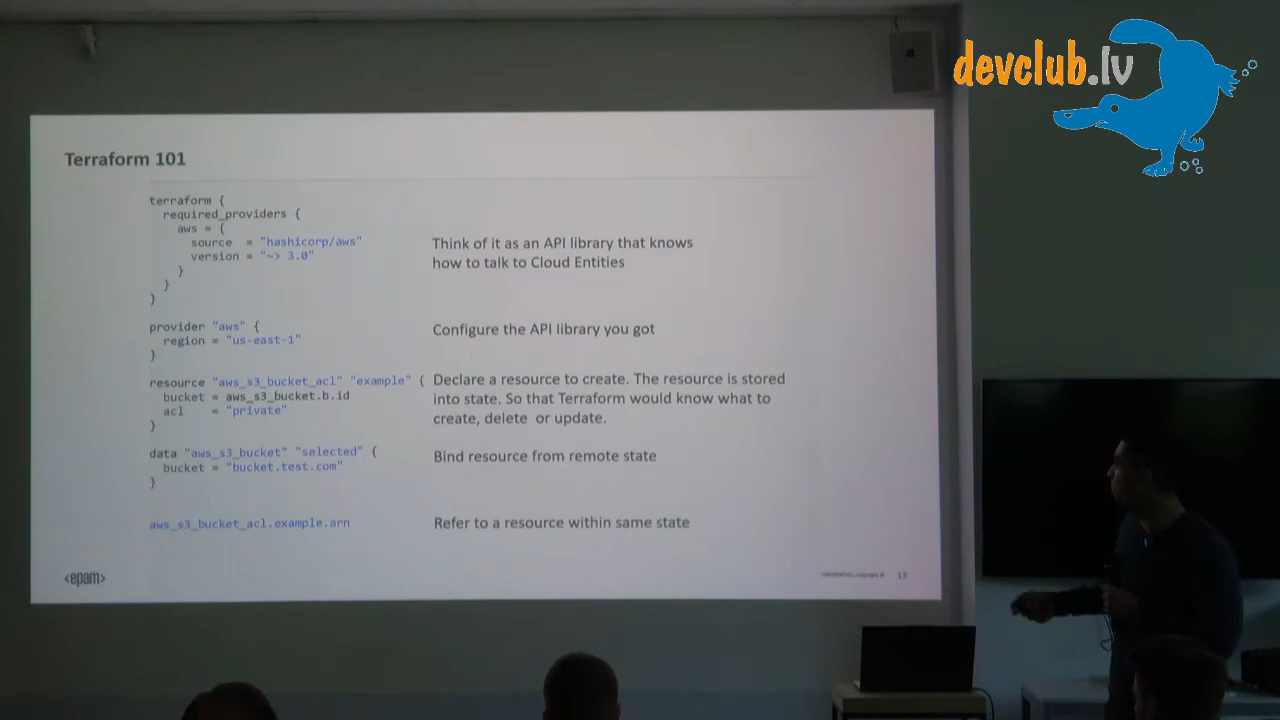 devclub.lv
Terraform 101
terraform {
required_providers {
aws = {
source = "hashicorp/aws"
version = "~> 3.0"
}
}
}
Think of it as an API library that knows
how to talk to Cloud Entities
provider "aws" {
region = "us-east-1"
}
Configure the API library you got
resource "aws_s3_bucket_acl" "example" {
bucket = aws_s3_bucket.b.id
acl = "private"
}
Declare a resource to create. The resource is stored
into state. So that Terraform would know what to
create, delete or update.
data "aws_s3_bucket" "selected" {
bucket = "bucket.test.com"
}
Bind resource from remote state
aws_s3_bucket_acl.example.arn
Refer to a resource within same state
<epam>
13